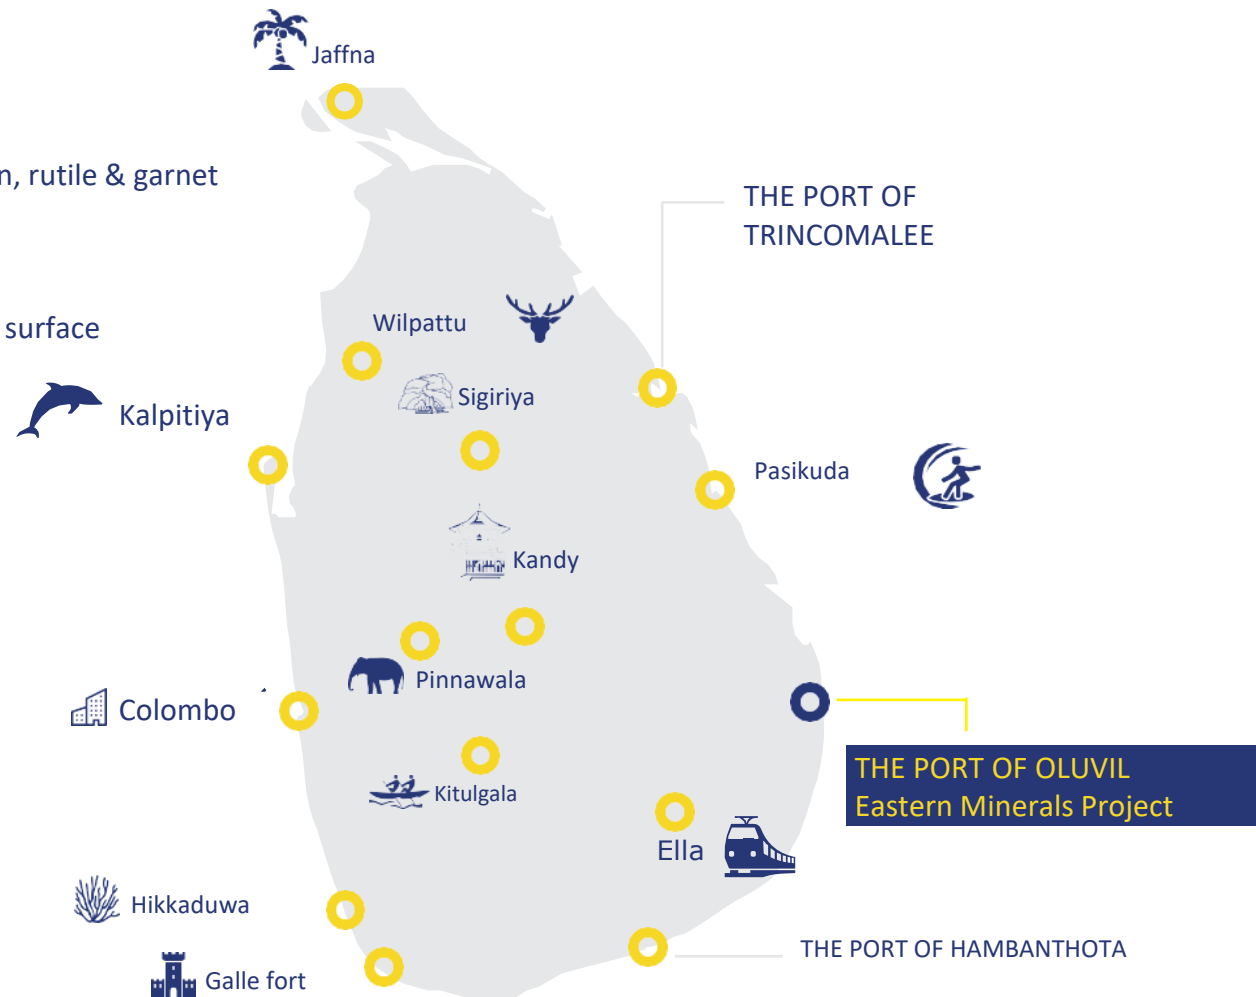 Jaffna
rutile & garnet
THE PORT OF
TRINCOMALEE
surface
Wilpattu
Sigiriya
Kalpitiya
Pasikuda
Kandy
Pinnawala
Colombo
THE PORT OF OLUVIL
Eastern Minerals Project
Kitulgala
Ella
Hikkaduwa
THE PORT OF HAMBANTHOTA
Galle fort